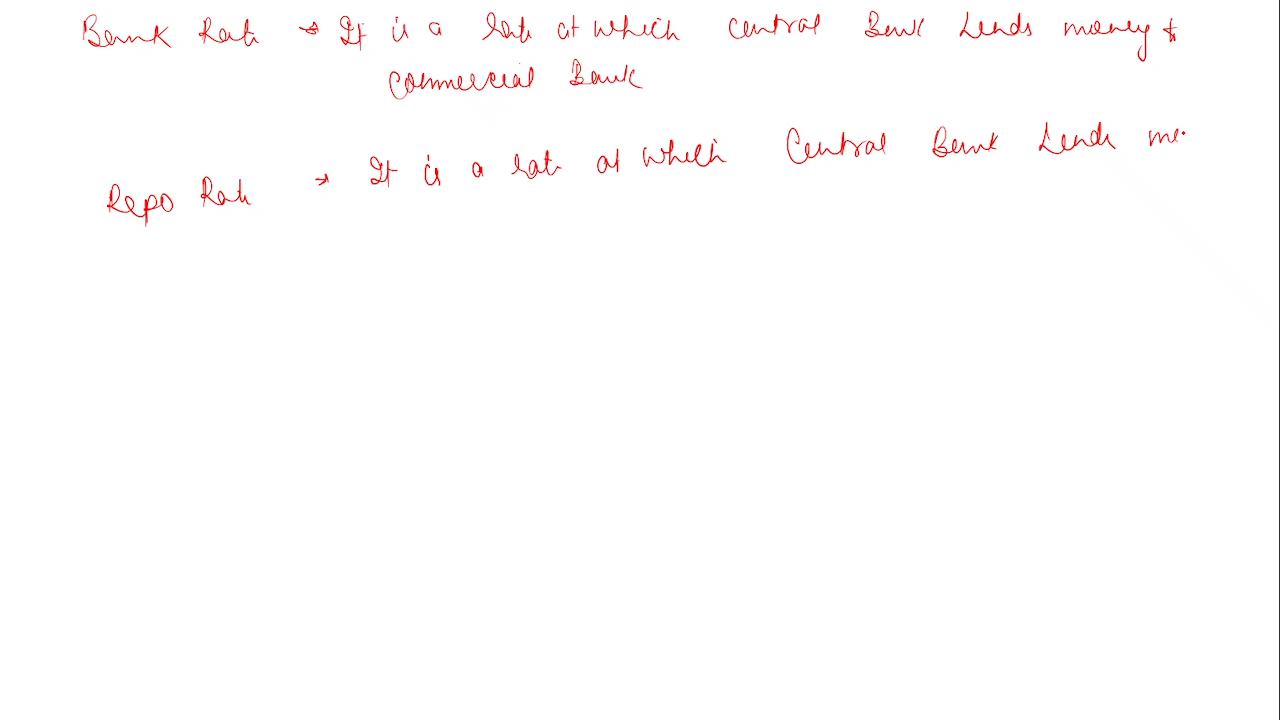 Bank Rate → It is a rate at which central Bank Lends money to
Commercial Bank
Repo Rate → It is a rate at which Central Bank Lends mo